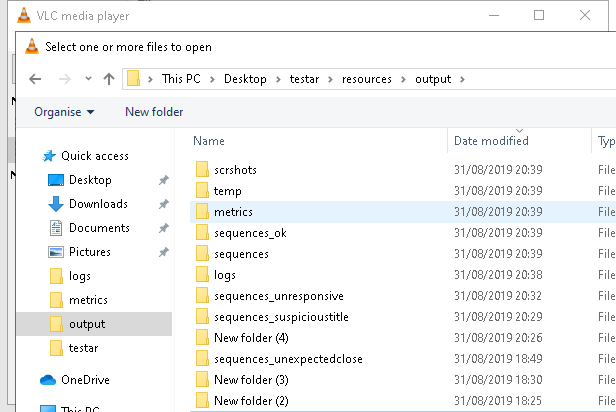 VLC media player
Select one or more files to open
This PC > Desktop > testar > resources > output >
Organise New folder
Name Date modified Typ
Quick access
Desktop
Downloads
Documents
Pictures
logs
metrics
output
testar
OneDrive
This PC
scrshots 31/08/2019 20:39 File
temp 31/08/2019 20:39 File
metrics 31/08/2019 20:39 File
sequences_ok 31/08/2019 20:39 File
sequences 31/08/2019 20:39 File
logs 31/08/2019 20:38 File
sequences_unresponsive 31/08/2019 20:32 File
sequences_suspicioustitle 31/08/2019 20:29 File
New folder (4) 31/08/2019 20:26 File
sequences_unexpectedclose 31/08/2019 18:49 File
New folder (3) 31/08/2019 18:30 File
New folder (2) 31/08/2019 18:25 File